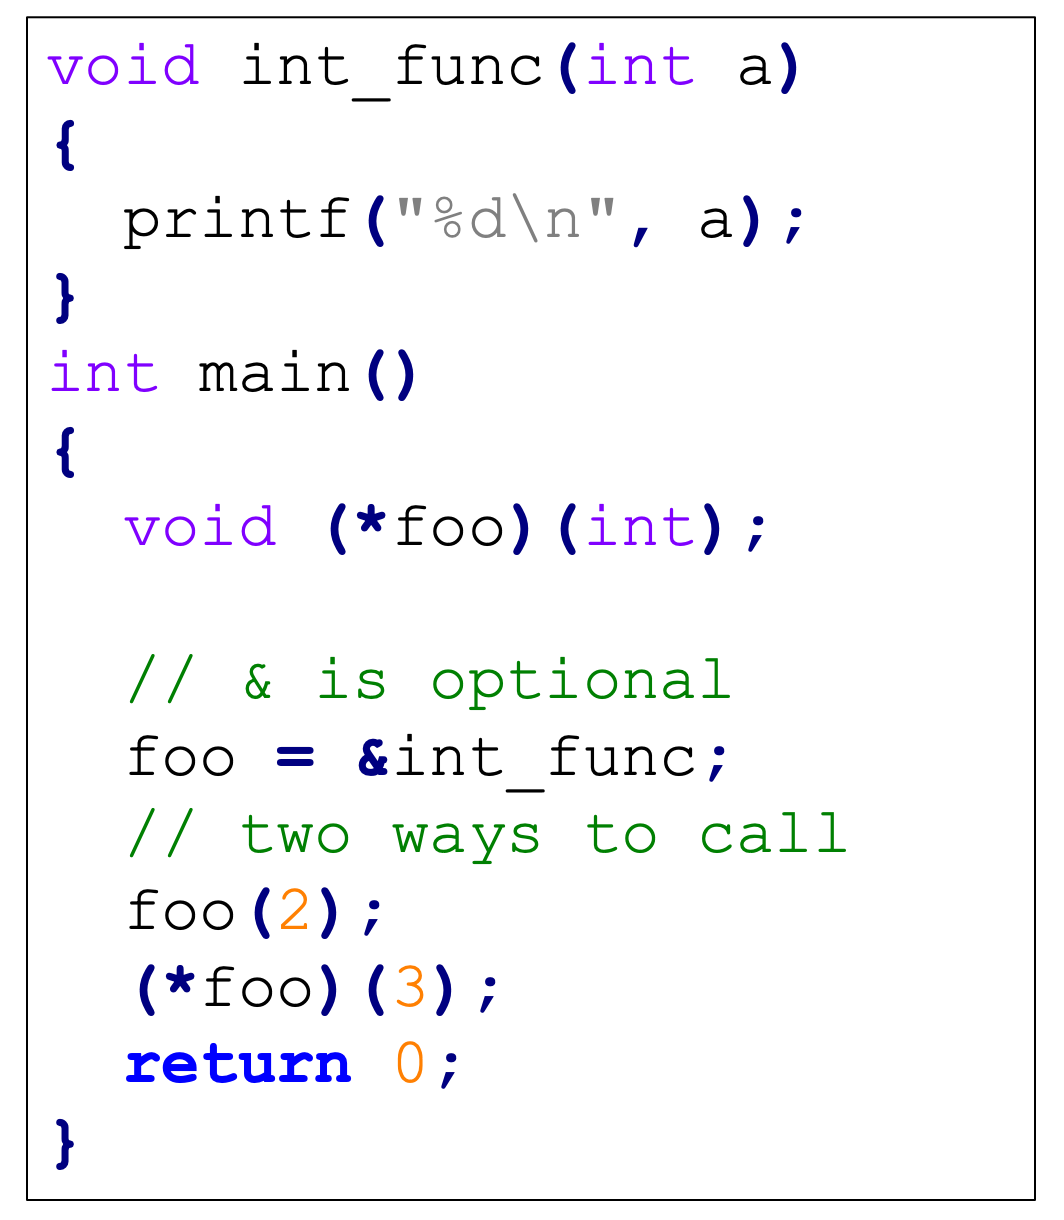 void int_func(int a)
{
  printf("%d\n", a);
}
int main()
{
  void (*foo)(int);

  // & is optional
  foo = &int_func;
  // two ways to call
  foo(2);
  (*foo)(3);
  return 0;
}